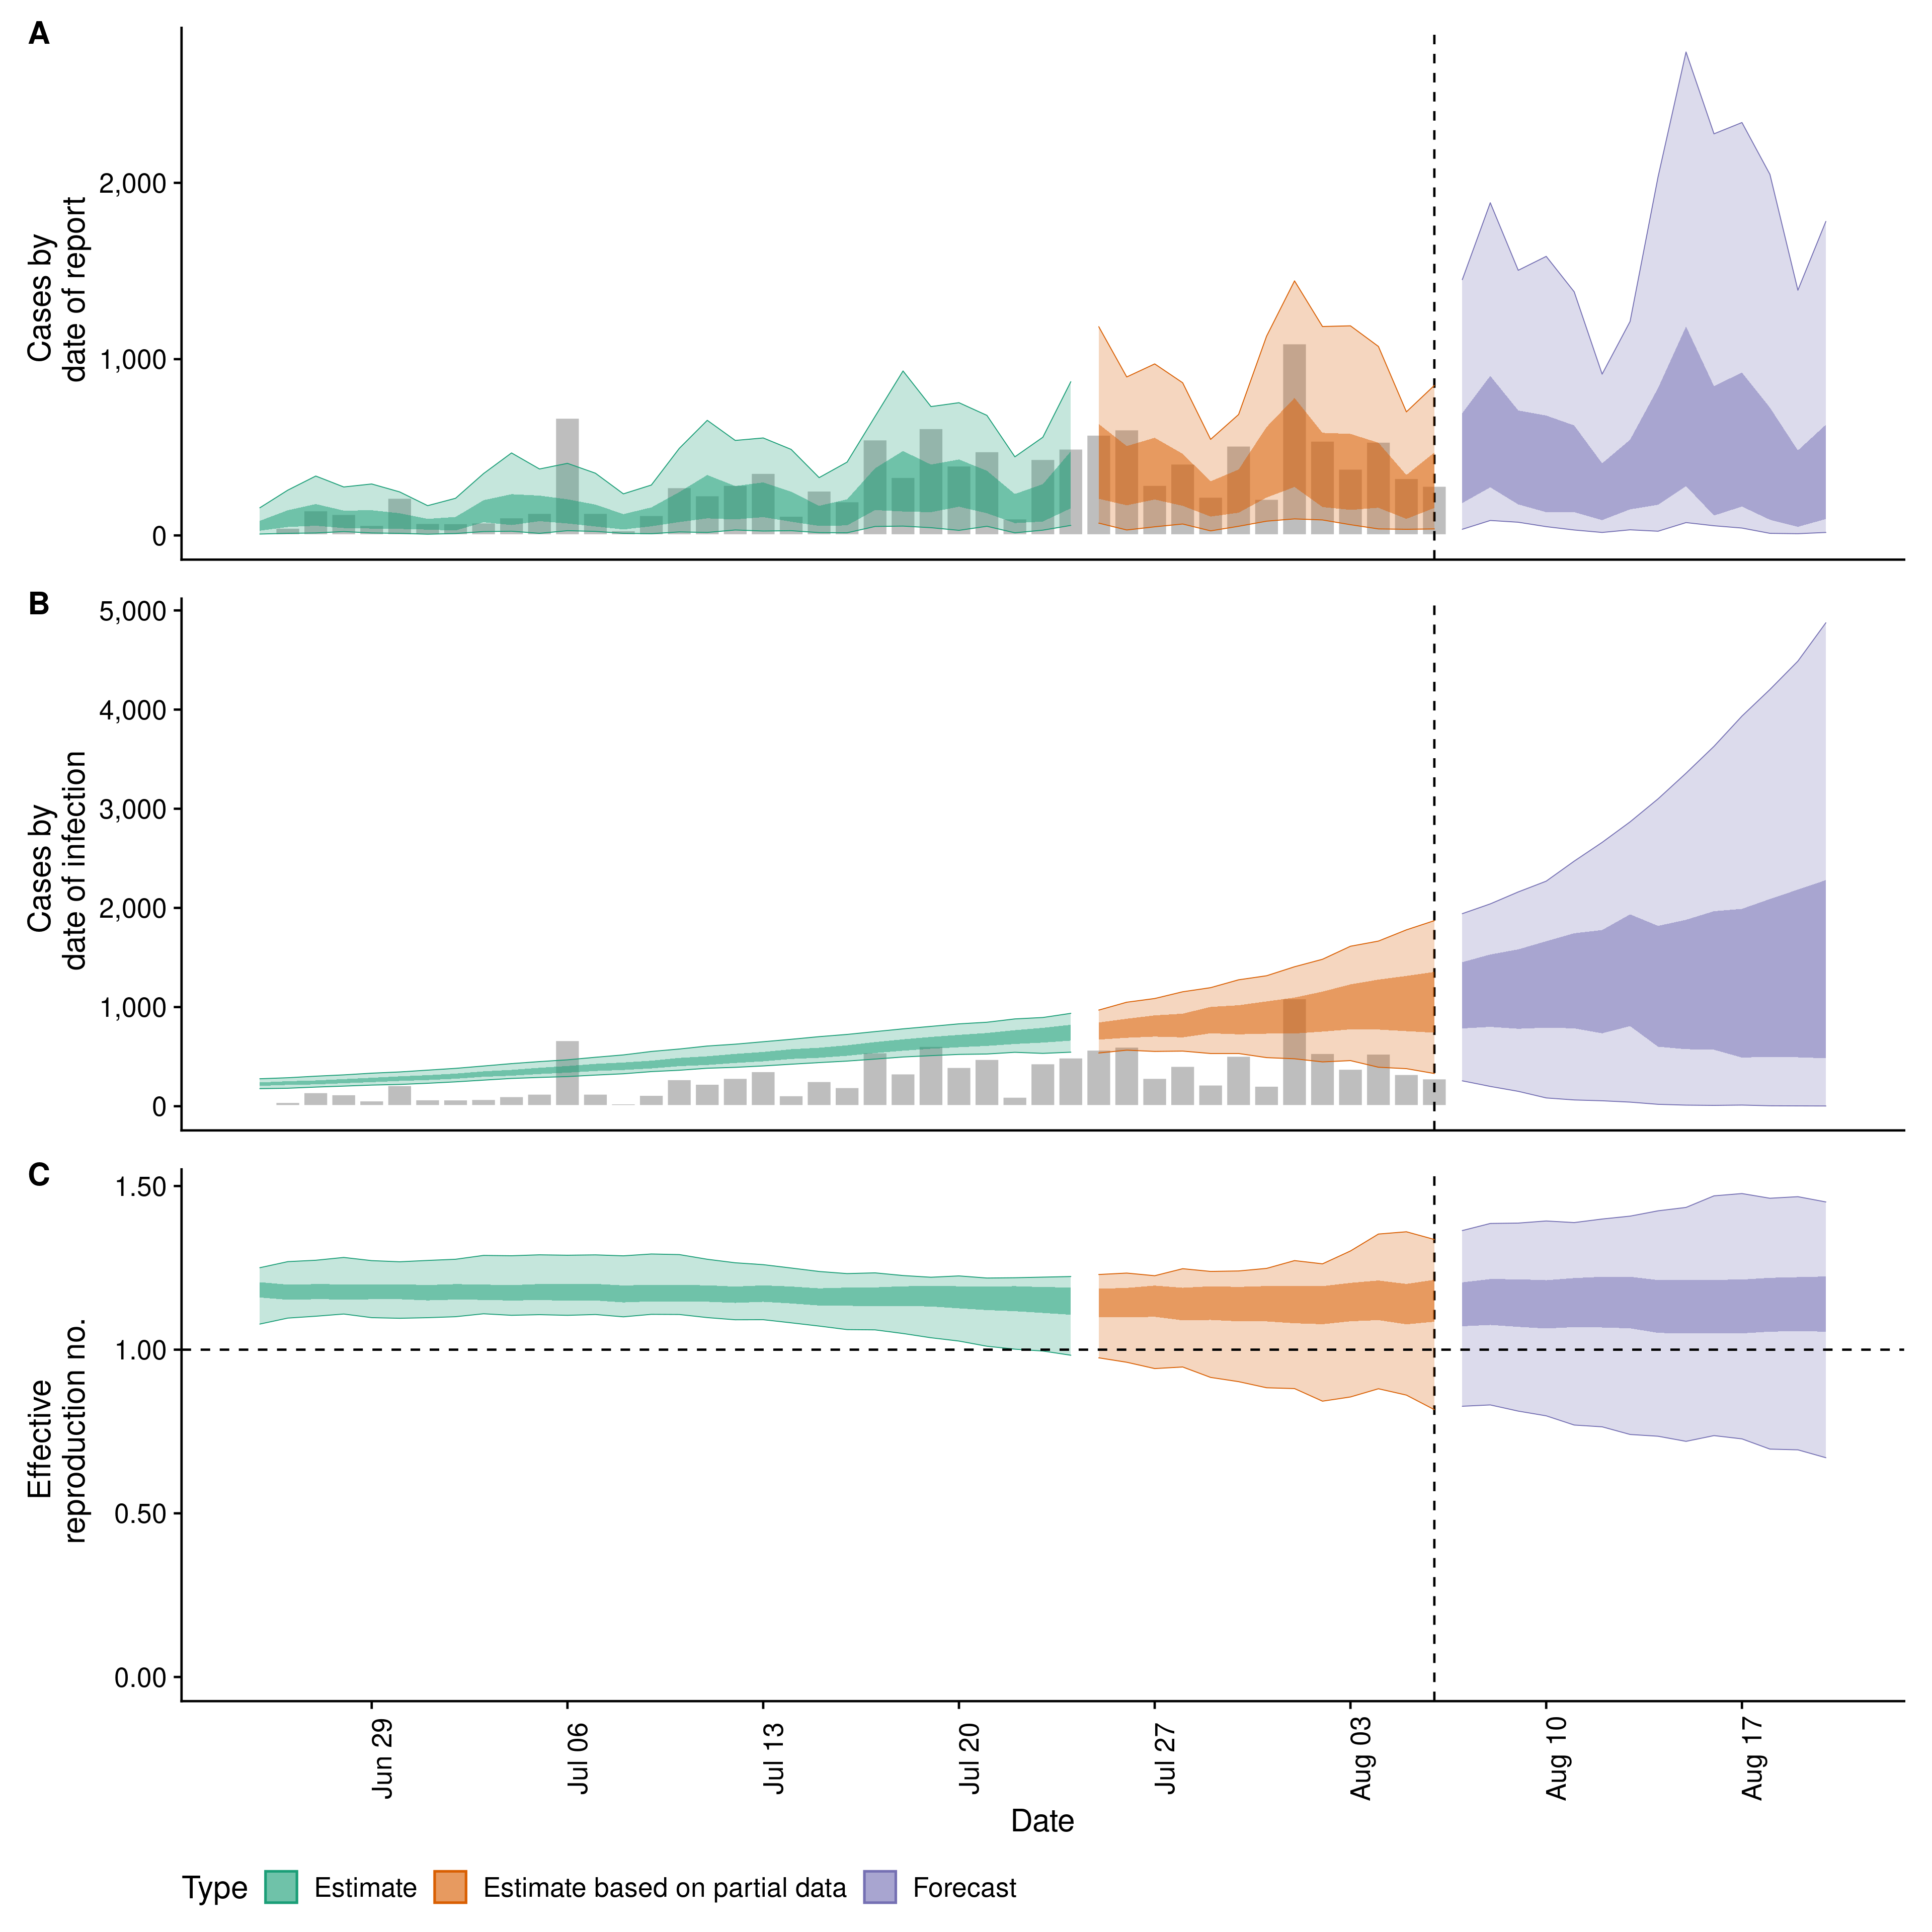 A
Cases by
date of report
2,000
1,000
0
B
Cases by
date of infection
5,000
4,000
3,000
2,000
1,000
0
C
Effective
reproduction no.
1.50
1.00
0.50
0.00
Jun 29
Jul 06
Jul 13
Jul 20
Jul 27
Aug 03
Aug 10
Aug 17
Date
Type Estimate Estimate based on partial data Forecast